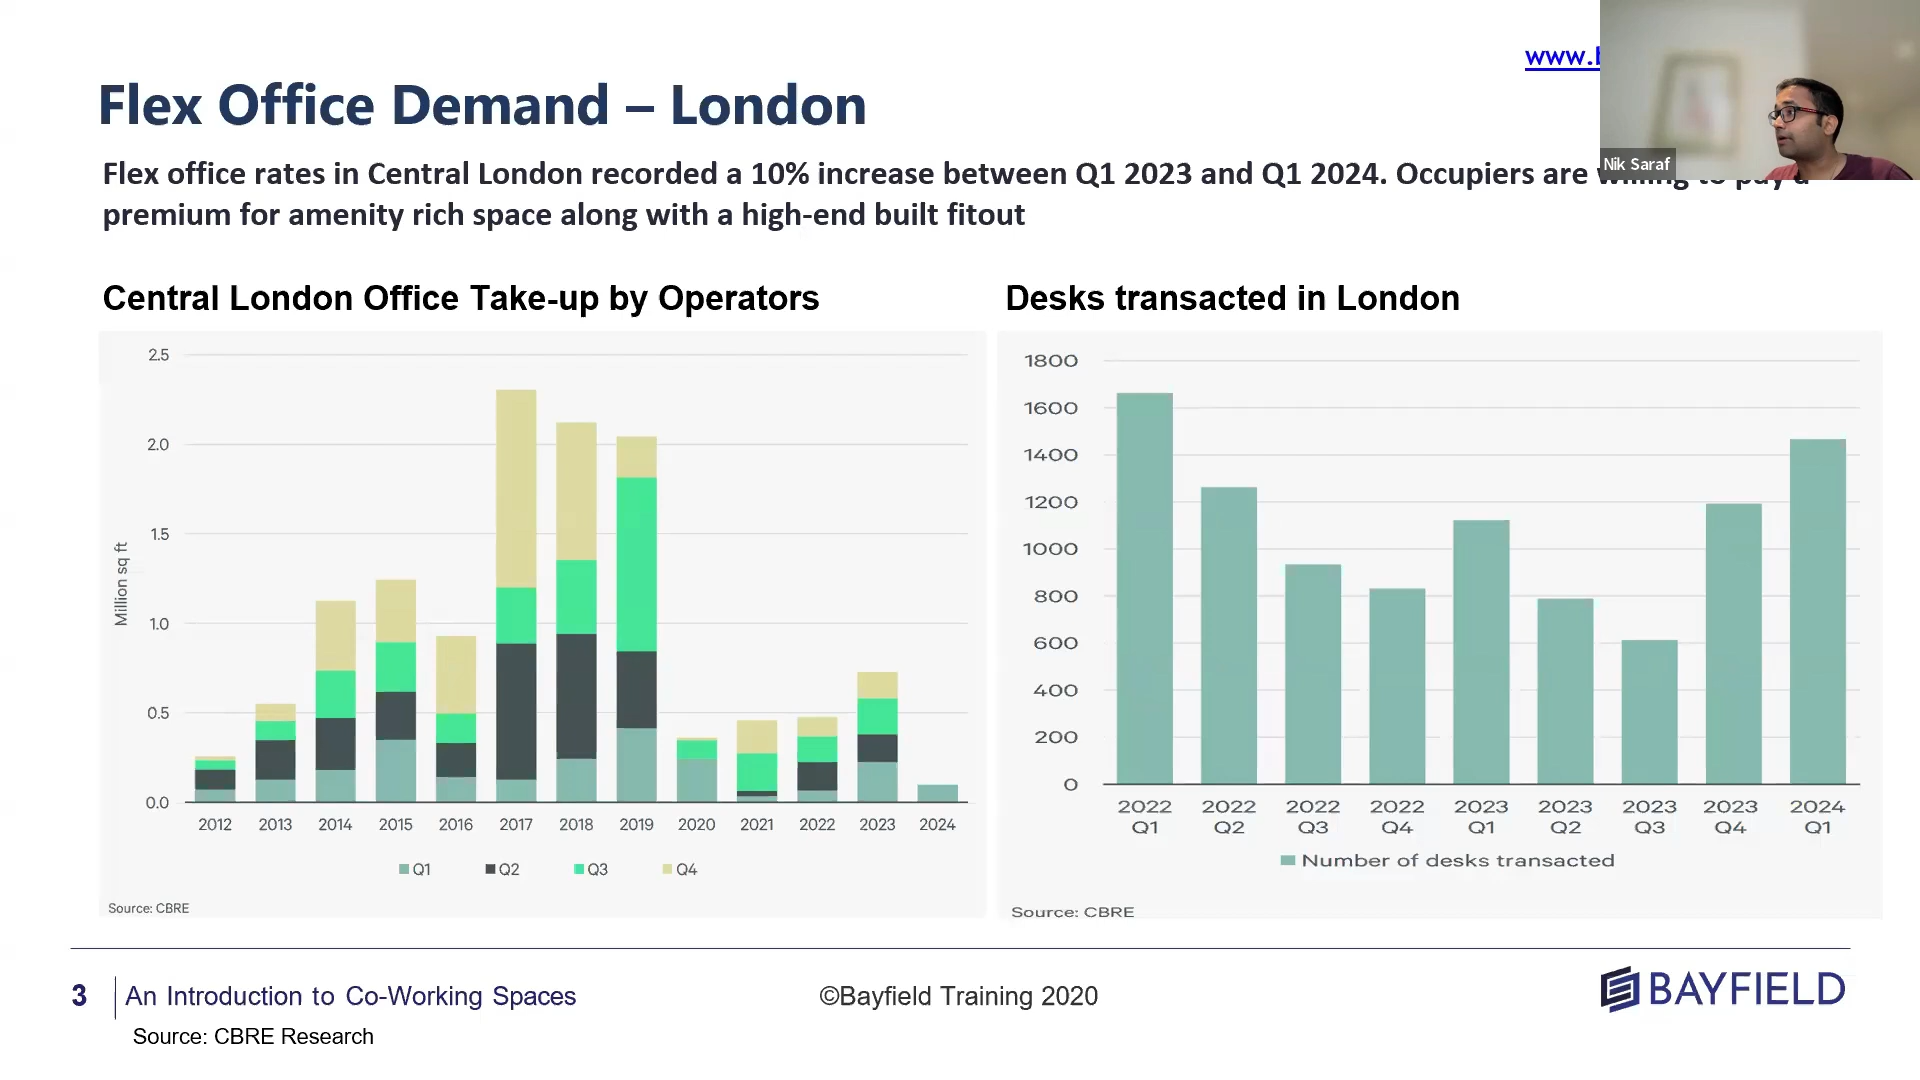 www.b
Flex Office Demand – London
Nik Saraf
Flex office rates in Central London recorded a 10% increase between Q1 2023 and Q1 2024. Occupiers are willing to pay a
premium for amenity rich space along with a high-end built fitout
Central London Office Take-up by Operators
2.5
2.0
1.5
1.0
0.5
0.0
Million sq ft
2012 2013 2014 2015 2016 2017 2018 2019 2020 2021 2022 2023 2024
Q1 Q2 Q3 Q4
Source: CBRE
Desks transacted in London
1800
1600
1400
1200
1000
800
600
400
200
0
2022 2022 2022 2022 2023 2023 2023 2023 2024
Q1 Q2 Q3 Q4 Q1 Q2 Q3 Q4 Q1
Number of desks transacted
Source: CBRE
3 An Introduction to Co-Working Spaces ©Bayfield Training 2020 BAYFIELD
Source: CBRE Research